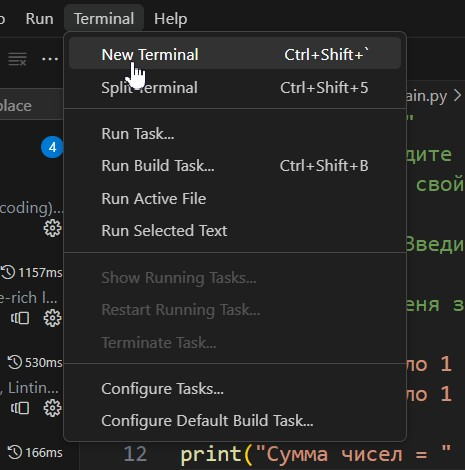 Run Terminal Help
New Terminal Ctrl+Shift+`
place
Split Terminal Ctrl+Shift+5
ain.py >
"
4
Run Task...
дите
Run Build Task... Ctrl+Shift+B
свой
coding)...
Run Active File
Run Selected Text
Введи
1157ms
Show Running Tasks...
e-rich l...
Restart Running Task...
еня з
Terminate Task...
530ms
ло 1
, Lintin...
Configure Tasks...
ло 1
Configure Default Build Task...
166ms
12 print("Сумма чисел = "